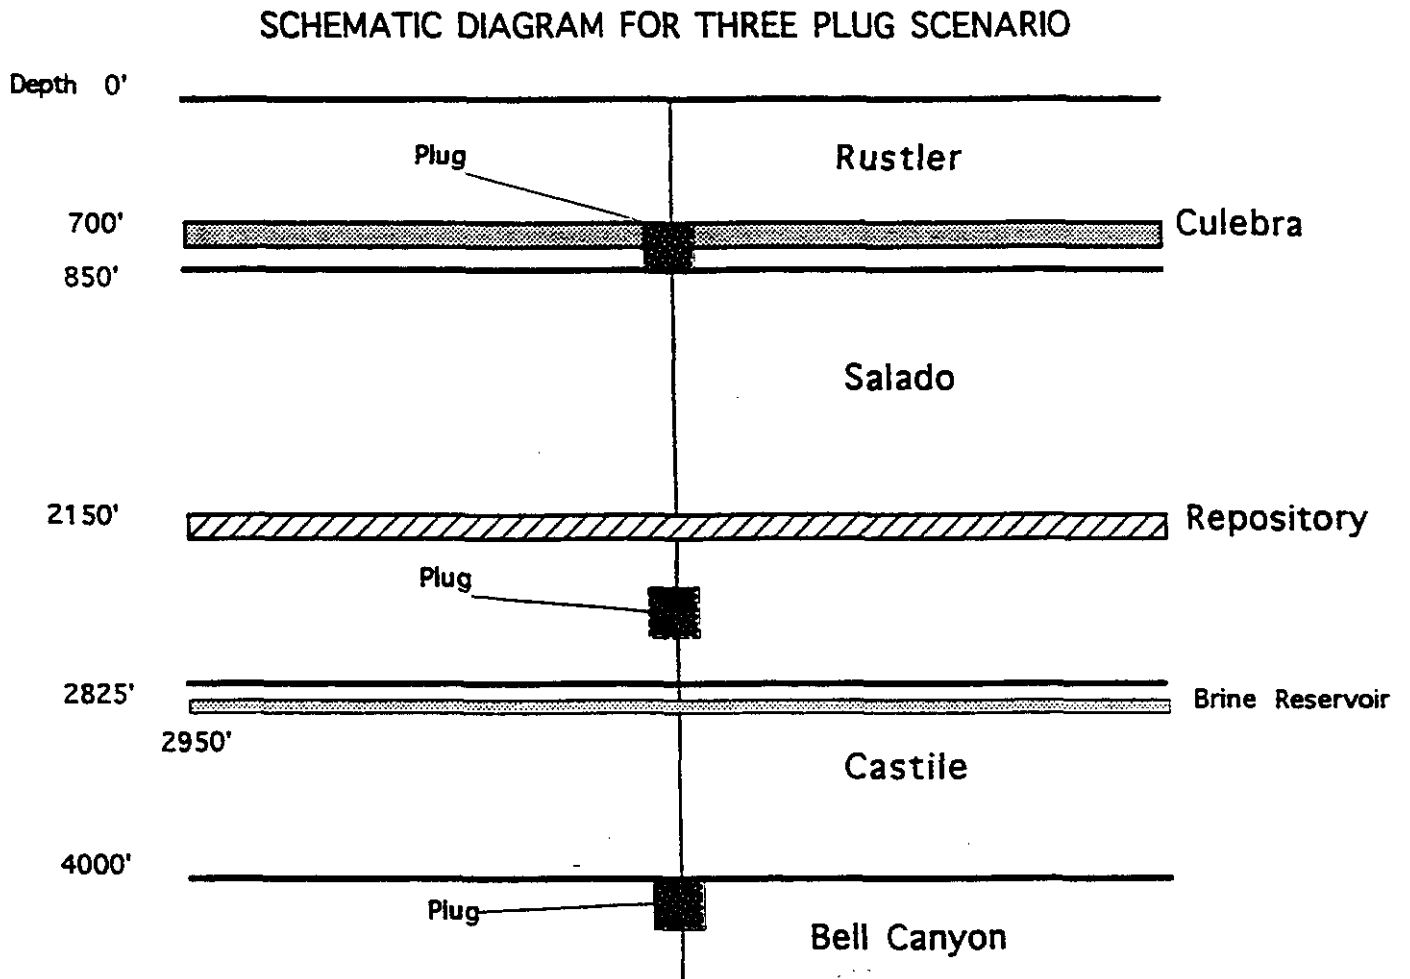 SCHEMATIC DIAGRAM FOR THREE PLUG SCENARIO
Depth 0'
Plug
Rustler
700'
Culebra
850'
Salado
2150'
Repository
Plug
2825'
Brine Reservoir
2950'
Castile
4000'
Plug
Bell Canyon